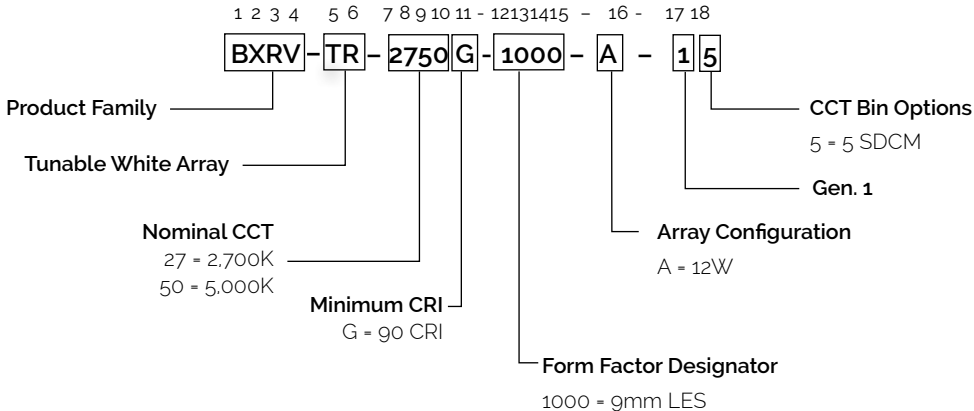 1 2 3 4 5 6 7 8 9 10 11 - 12131415 – 16 - 17 18
BXRV – TR – 2750 G - 1000 – A – 1 5
Product Family
CCT Bin Options
5 = 5 SDCM
Tunable White Array
Gen. 1
Nominal CCT
27 = 2,700K
50 = 5,000K
Array Configuration
A = 12W
Minimum CRI
G = 90 CRI
Form Factor Designator
1000 = 9mm LES